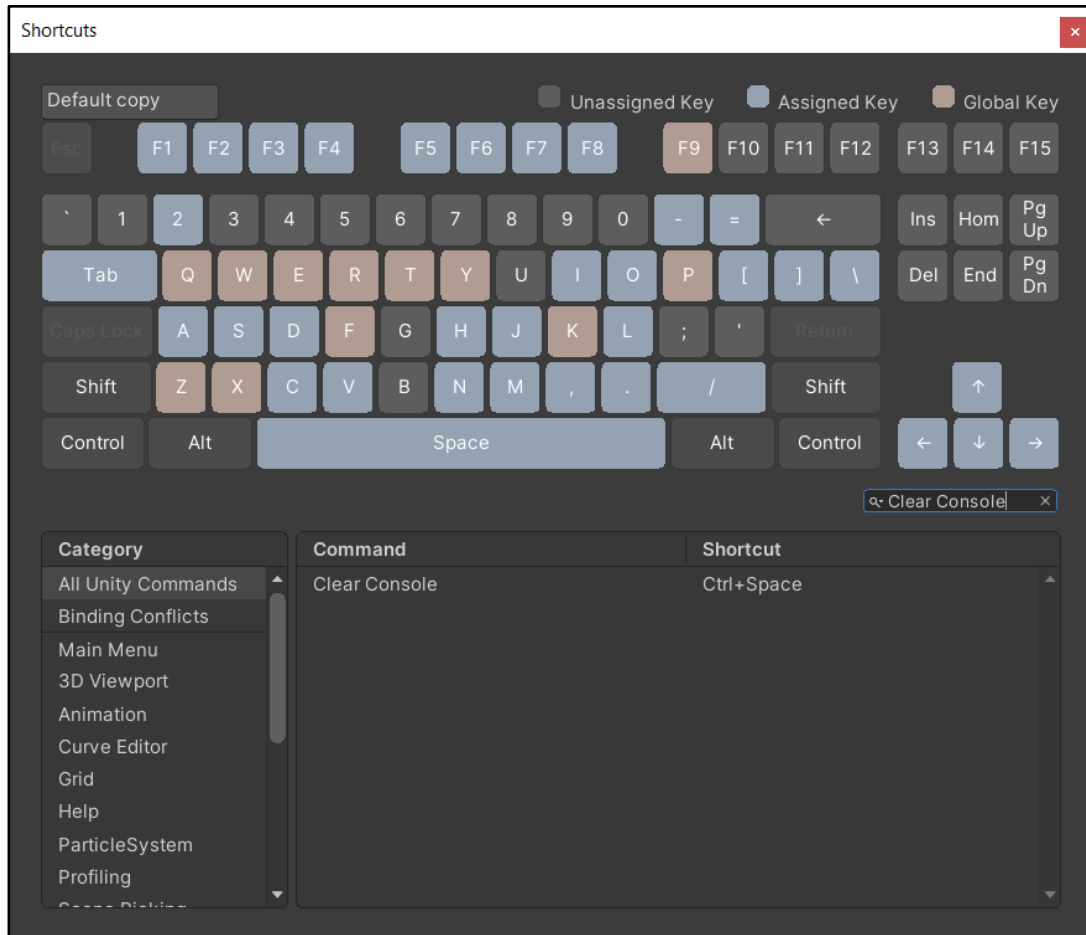 Shortcuts ×
Default copy Unassigned Key Assigned Key Global Key
Esc F1 F2 F3 F4 F5 F6 F7 F8 F9 F10 F11 F12 F13 F14 F15
` 1 2 3 4 5 6 7 8 9 0 - = ← Ins Hom Pg Up
Tab Q W E R T Y U I O P [ ] \ Del End Pg Dn
Caps Lock A S D F G H J K L ; ' Return
Shift Z X C V B N M , . / Shift ↑
Control Alt Space Alt Control ← ↓ →
Clear Console ×
Category Command Shortcut
All Unity Commands Clear Console Ctrl+Space
Binding Conflicts
Main Menu
3D Viewport
Animation
Curve Editor
Grid
Help
ParticleSystem
Profiling